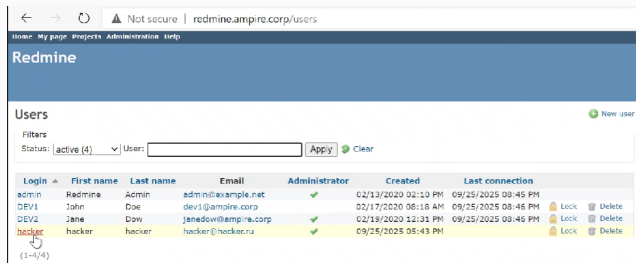 Not secure | redmine.ampire.corp/users
Home My page Projects Administration Help
Redmine
Users
New user
Filters
Status: active (4) User: Apply Clear
Login First name Last name Email Administrator Created Last connection
admin Redmine Admin admin@example.net 02/13/2020 02:10 PM 09/25/2025 08:45 PM
DEV1 John Doe dev1@ampire.corp 02/17/2020 08:18 AM 09/25/2025 08:46 PM Lock Delete
DEV2 Jane Dow janedow@ampire.corp 02/19/2020 12:31 PM 09/25/2025 08:46 PM Lock Delete
hacker hacker hacker hacker@hacker.ru 09/25/2025 05:43 PM Lock Delete
(1-4/4)